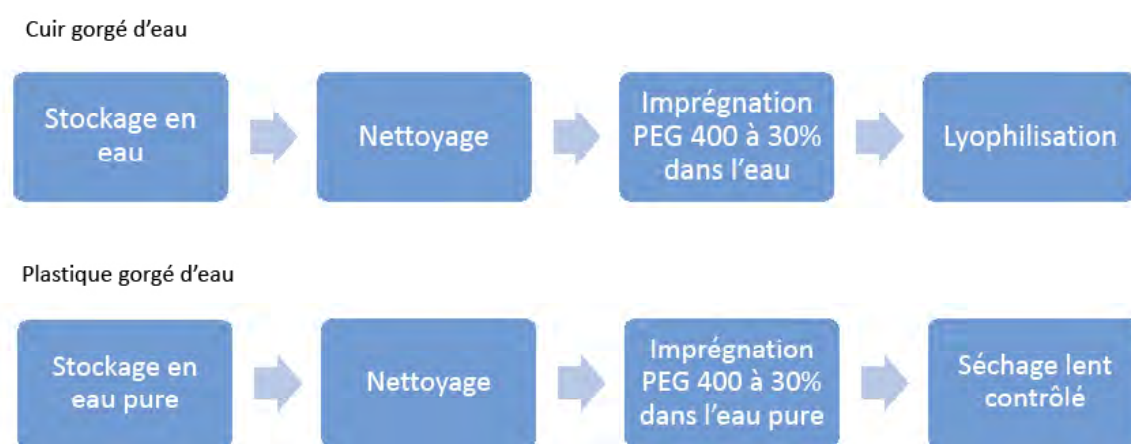 Cuir gorgé d’eau
Stockage en
eau
Nettoyage
Imprégnation
PEG 400 à 30%
dans l’eau
Lyophilisation
Plastique gorgé d’eau
Stockage en
eau pure
Nettoyage
Imprégnation
PEG 400 à 30%
dans l’eau pure
Séchage lent
contrôlé